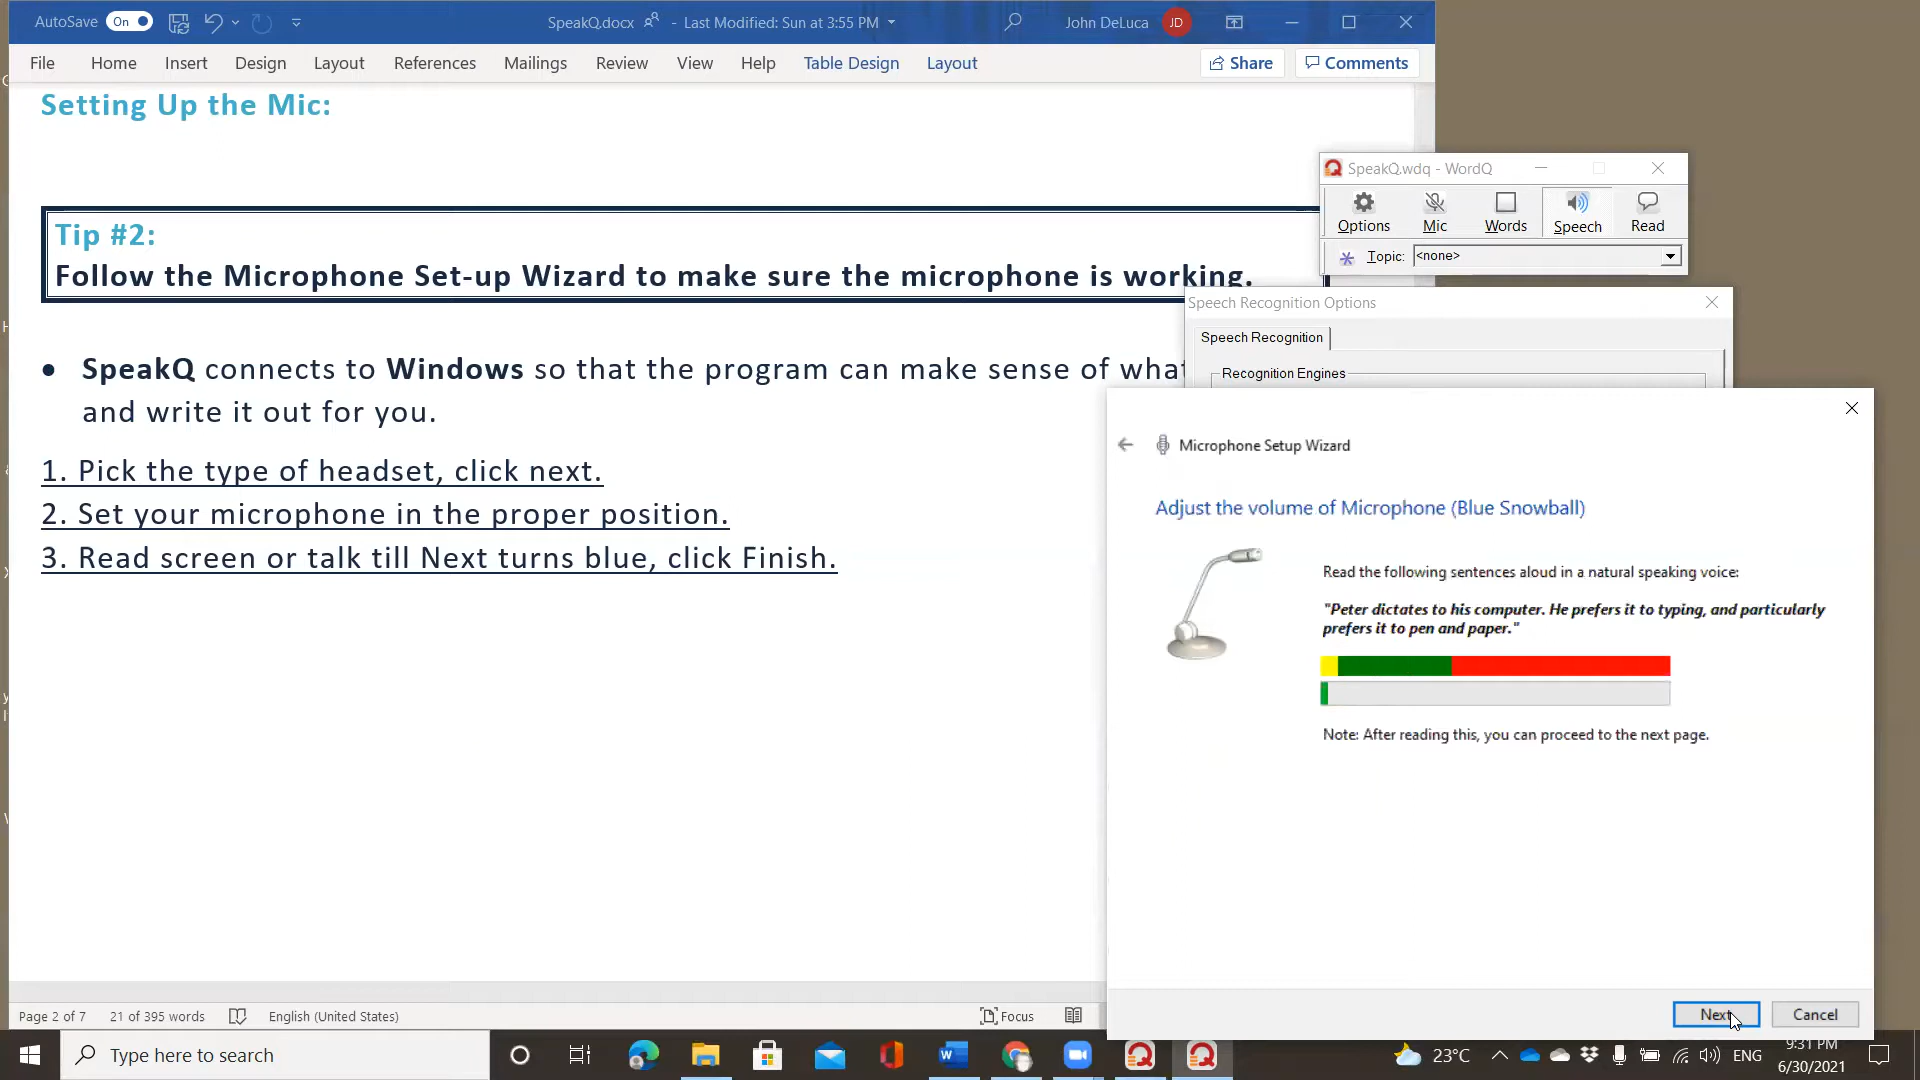 AutoSave On SpeakQ.docx - Last Modified: Sun at 3:55 PM John DeLuca JD
File Home Insert Design Layout References Mailings Review View Help Table Design Layout Share Comments
Setting Up the Mic:
Tip #2:
Follow the Microphone Set-up Wizard to make sure the microphone is working.
• SpeakQ connects to Windows so that the program can make sense of what
and write it out for you.
1. Pick the type of headset, click next.
2. Set your microphone in the proper position.
3. Read screen or talk till Next turns blue, click Finish.
SpeakQ.wdq - WordQ
Options Mic Words Speech Read
Topic: <none>
Speech Recognition Options
Speech Recognition
Recognition Engines
Microphone Setup Wizard
Adjust the volume of Microphone (Blue Snowball)
Read the following sentences aloud in a natural speaking voice:
"Peter dictates to his computer. He prefers it to typing, and particularly
prefers it to pen and paper."
Note: After reading this, you can proceed to the next page.
Next Cancel
Page 2 of 7 21 of 395 words English (United States) Focus
Type here to search
23°C ENG
9:31 PM
6/30/2021